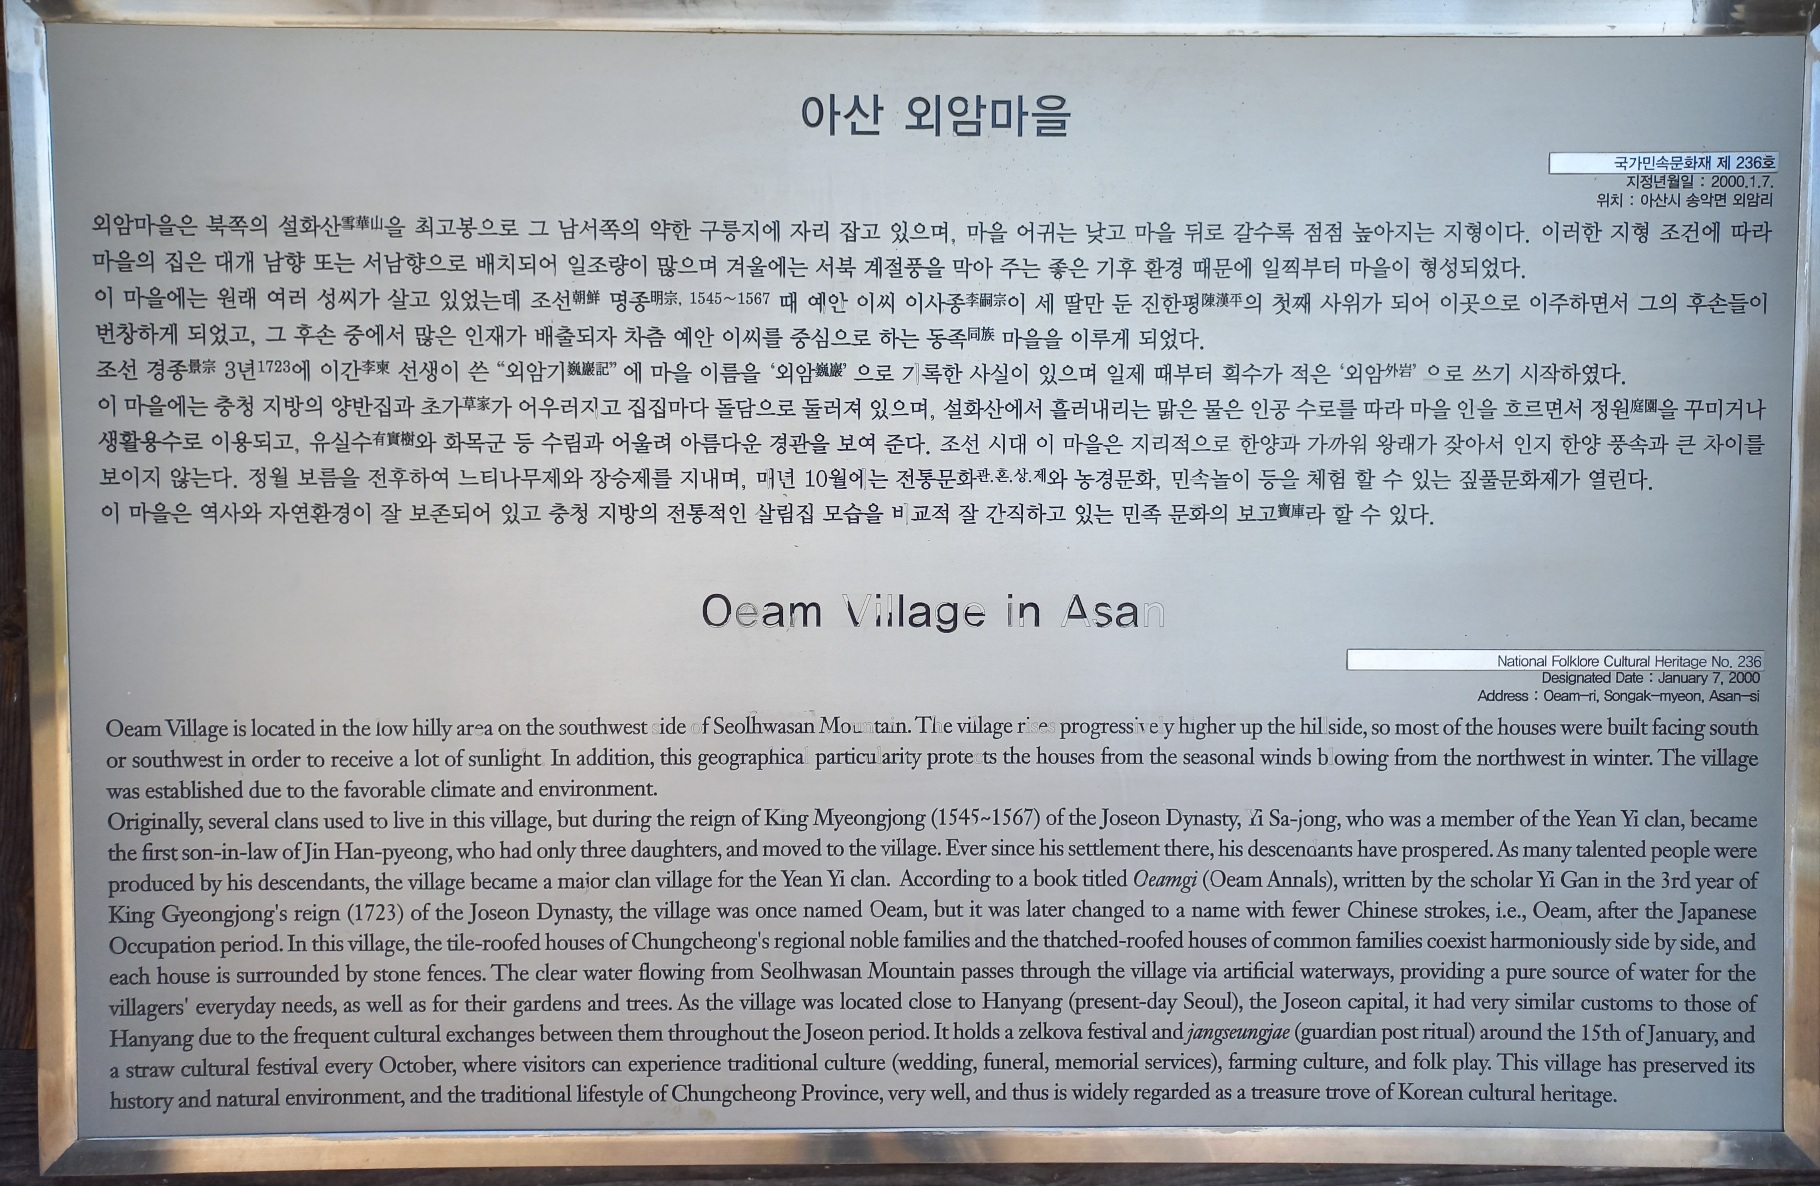 아산 외암마을
국가민속문화재 제 236호
지정년월일 : 2000.1.7.
위치 : 아산시 송악면 외암리
외암마을은 북쪽의 설화산雪華山을 최고봉으로 그 남서쪽의 약한 구릉지에 자리 잡고 있으며, 마을 어귀는 낮고 마을 뒤로 갈수록 점점 높아지는 지형이다. 이러한 지형 조건에 따라
마을의 집은 대개 남향 또는 서남향으로 배치되어 일조량이 많으며 겨울에는 서북 계절풍을 막아 주는 좋은 기후 환경 때문에 일찍부터 마을이 형성되었다.
이 마을에는 원래 여러 성씨가 살고 있었는데 조선朝鮮 명종明宗, 1545~1567 때 예안 이씨 이사종李嗣宗이 세 딸만 둔 진한평陳漢平의 첫째 사위가 되어 이곳으로 이주하면서 그의 후손들이
번창하게 되었고, 그 후손 중에서 많은 인재가 배출되자 차츰 예안 이씨를 중심으로 하는 동족同族 마을을 이루게 되었다.
조선 경종景宗 3년1723에 이간李柬 선생이 쓴 “외암기巍巖記” 에 마을 이름을 ‘외암巍巖’ 으로 기록한 사실이 있으며 일제 때부터 획수가 적은 ‘외암外岩’ 으로 쓰기 시작하였다.
이 마을에는 충청 지방의 양반집과 초가草家가 어우러지고 집집마다 돌담으로 둘러져 있으며, 설화산에서 흘러내리는 맑은 물은 인공 수로를 따라 마을 안을 흐르면서 정원庭園을 꾸미거나
생활용수로 이용되고, 유실수有實樹와 화목군 등 수림과 어울려 아름다운 경관을 보여 준다. 조선 시대 이 마을은 지리적으로 한양과 가까워 왕래가 잦아서 인지 한양 풍속과 큰 차이를
보이지 않는다. 정월 보름을 전후하여 느티나무제와 장승제를 지내며, 매년 10월에는 전통문화관.혼.상.제와 농경문화, 민속놀이 등을 체험 할 수 있는 짚풀문화제가 열린다.
이 마을은 역사와 자연환경이 잘 보존되어 있고 충청 지방의 전통적인 살림집 모습을 비교적 잘 간직하고 있는 민족 문화의 보고寶庫라 할 수 있다.
Oeam Village in Asan
National Folklore Cultural Heritage No. 236
Designated Date : January 7, 2000
Address : Oeam-ri, Songak-myeon, Asan-si
Oeam Village is located in the low hilly area on the southwest side of Seolhwasan Mountain. The village rises progressively higher up the hillside, so most of the houses were built facing south
or southwest in order to receive a lot of sunlight. In addition, this geographical particularity protects the houses from the seasonal winds blowing from the northwest in winter. The village
was established due to the favorable climate and environment.
Originally, several clans used to live in this village, but during the reign of King Myeongjong (1545~1567) of the Joseon Dynasty, Yi Sa-jong, who was a member of the Yean Yi clan, became
the first son-in-law of Jin Han-pyeong, who had only three daughters, and moved to the village. Ever since his settlement there, his descendants have prospered. As many talented people were
produced by his descendants, the village became a major clan village for the Yean Yi clan. According to a book titled Oeamgi (Oeam Annals), written by the scholar Yi Gan in the 3rd year of
King Gyeongjong's reign (1723) of the Joseon Dynasty, the village was once named Oeam, but it was later changed to a name with fewer Chinese strokes, i.e., Oeam, after the Japanese
Occupation period. In this village, the tile-roofed houses of Chungcheong's regional noble families and the thatched-roofed houses of common families coexist harmoniously side by side, and
each house is surrounded by stone fences. The clear water flowing from Seolhwasan Mountain passes through the village via artificial waterways, providing a pure source of water for the
villagers' everyday needs, as well as for their gardens and trees. As the village was located close to Hanyang (present-day Seoul), the Joseon capital, it had very similar customs to those of
Hanyang due to the frequent cultural exchanges between them throughout the Joseon period. It holds a zelkova festival and jangseungjae (guardian post ritual) around the 15th of January, and
a straw cultural festival every October, where visitors can experience traditional culture (wedding, funeral, memorial services), farming culture, and folk play. This village has preserved its
history and natural environment, and the traditional lifestyle of Chungcheong Province, very well, and thus is widely regarded as a treasure trove of Korean cultural heritage.